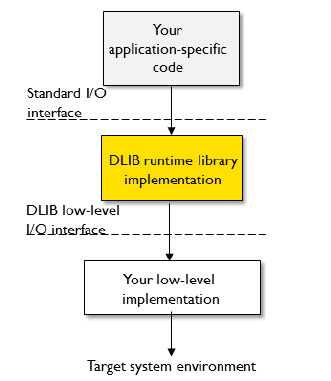 Your
application-specific
code
Standard I/O
interface
DLIB runtime library
implementation
DLIB low-level
I/O interface
Your low-level
implementation
Target system environment